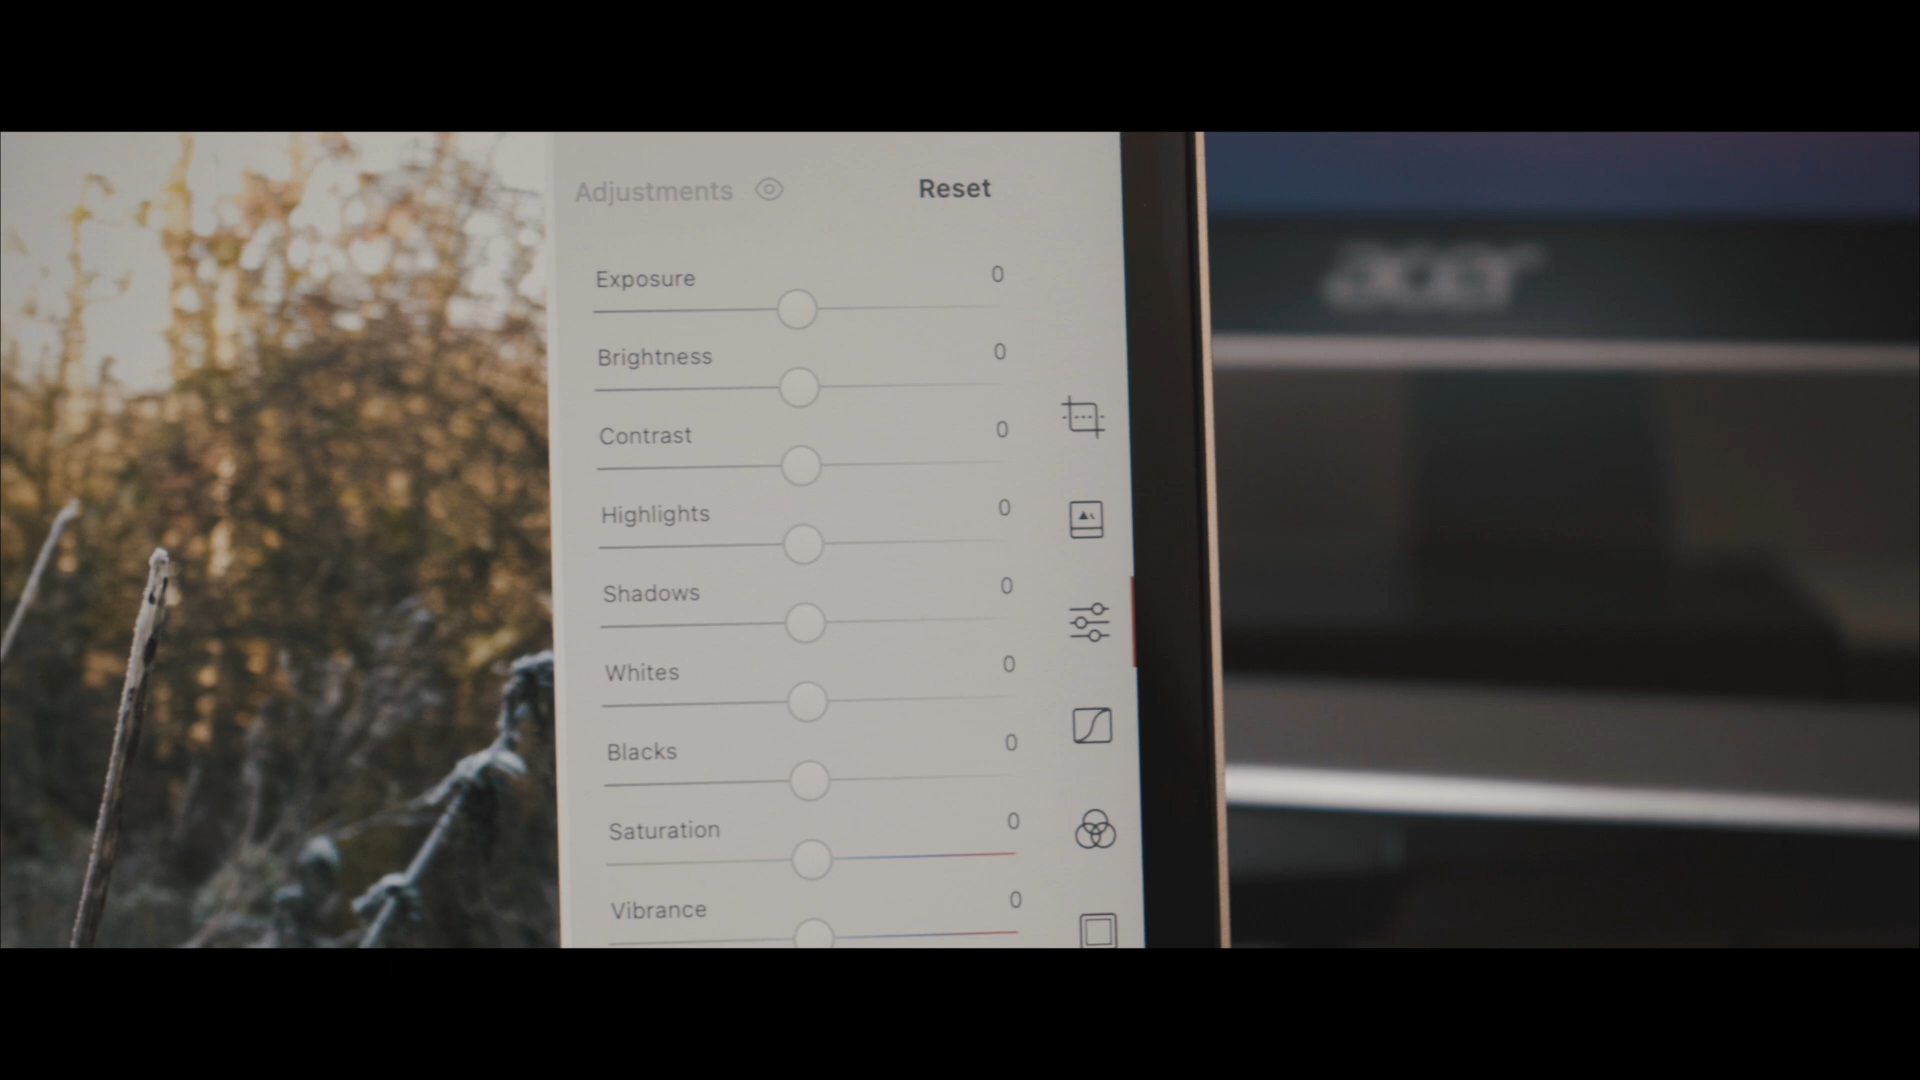 Adjustments Reset
Exposure 0
Brightness 0
Contrast 0
Highlights 0
Shadows 0
Whites 0
Blacks 0
Saturation 0
Vibrance 0
acer